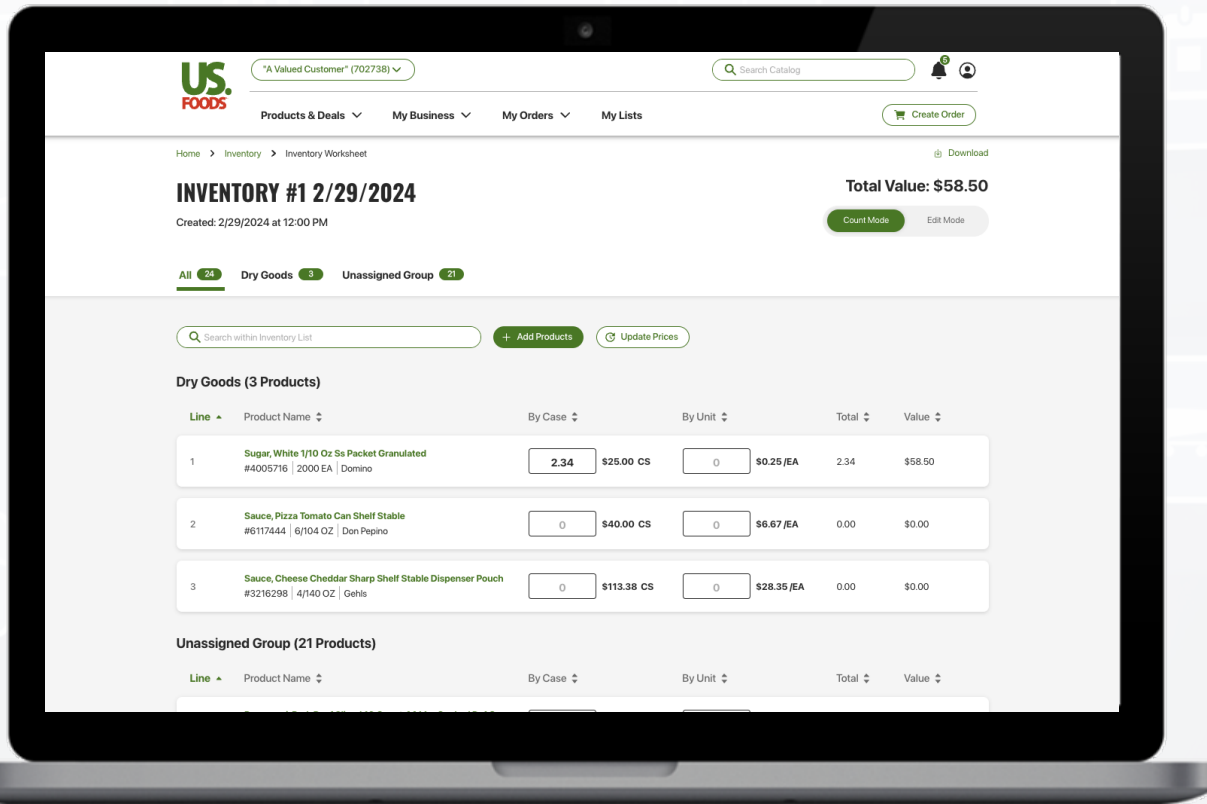 US.
FOODS
"A Valued Customer" (702738)
Search Catalog
5
Products & Deals
My Business
My Orders
My Lists
Create Order
Home > Inventory > Inventory Worksheet
Download
INVENTORY #1 2/29/2024
Total Value: $58.50
Created: 2/29/2024 at 12:00 PM
Count Mode
Edit Mode
All 24
Dry Goods 3
Unassigned Group 21
Search within Inventory List
+ Add Products
Update Prices
Dry Goods (3 Products)
Line Product Name By Case By Unit Total Value
1 Sugar, White 1/10 Oz Ss Packet Granulated 2.34 $25.00 CS 0 $0.25 /EA 2.34 $58.50
#4005716 | 2000 EA | Domino
2 Sauce, Pizza Tomato Can Shelf Stable 0 $40.00 CS 0 $6.67 /EA 0.00 $0.00
#6117444 | 6/104 OZ | Don Pepino
3 Sauce, Cheese Cheddar Sharp Shelf Stable Dispenser Pouch 0 $113.38 CS 0 $28.35 /EA 0.00 $0.00
#3216298 | 4/140 OZ | Gehls
Unassigned Group (21 Products)
Line Product Name By Case By Unit Total Value